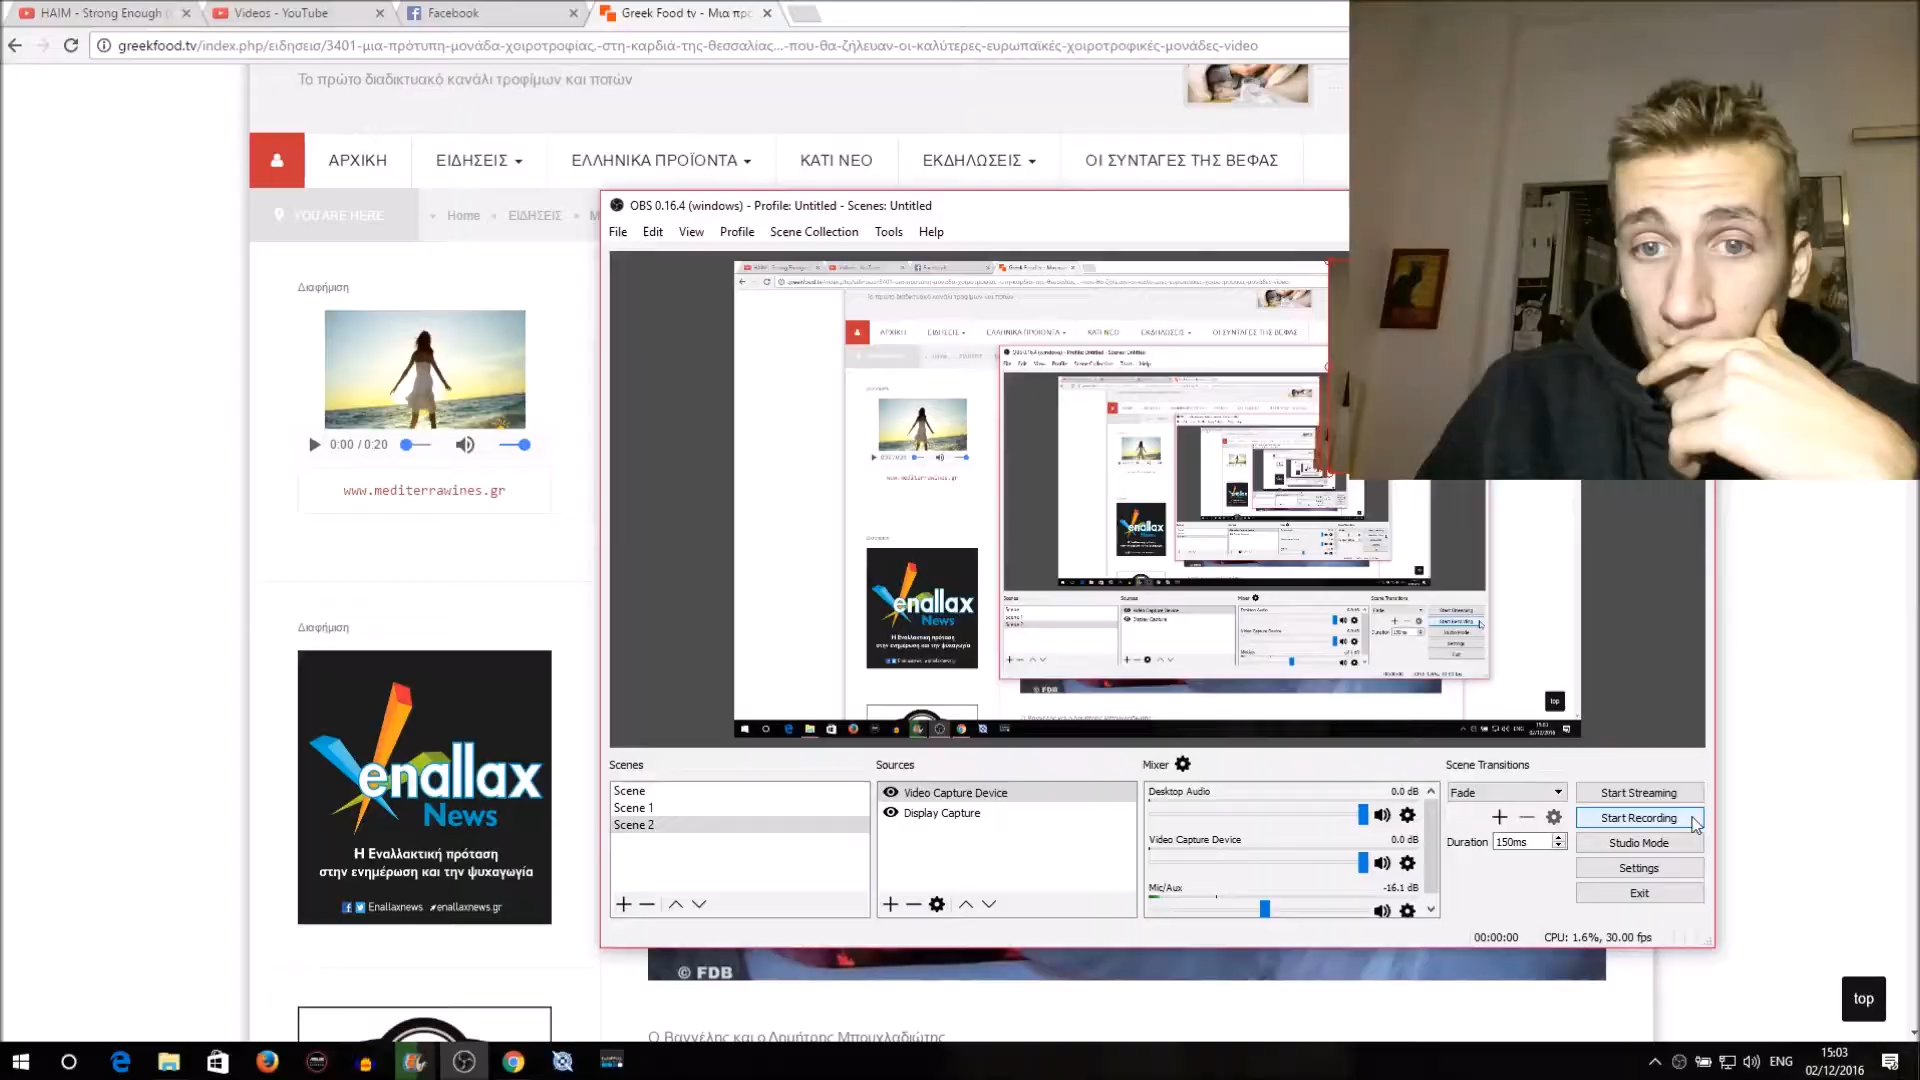 HAIM - Strong Enough
Videos - YouTube
Facebook
Greek Food tv - Μια πρό
greekfood.tv/index.php/ειδησεισ/3401-μια-πρότυπη-μονάδα-χοιροτροφίας,-στη-καρδιά-της-θεσσαλίας...-που-θα-ζήλευαν-οι-καλύτερες-ευρωπαϊκές-χοιροτροφικές-μονάδες-video
Το πρώτο διαδικτυακό κανάλι τροφίμων και ποτών
ΑΡΧΙΚΗ
ΕΙΔΗΣΕΙΣ
ΕΛΛΗΝΙΚΑ ΠΡΟΪΟΝΤΑ
ΚΑΤΙ ΝΕΟ
ΕΚΔΗΛΩΣΕΙΣ
ΟΙ ΣΥΝΤΑΓΕΣ ΤΗΣ ΒΕΦΑΣ
YOU ARE HERE
Home
ΕΙΔΗΣΕΙΣ
Διαφήμιση
0:00 / 0:20
www.mediterrawines.gr
Διαφήμιση
enallax
News
Η Εναλλακτική πρόταση
στην ενημέρωση και την ψυχαγωγία
Enallaxnews enallaxnews.gr
OBS 0.16.4 (windows) - Profile: Untitled - Scenes: Untitled
File Edit View Profile Scene Collection Tools Help
Scenes
Scene
Scene 1
Scene 2
Sources
Video Capture Device
Display Capture
Mixer
Desktop Audio 0.0 dB
Video Capture Device 0.0 dB
Mic/Aux -16.1 dB
Scene Transitions
Fade
Duration 150ms
Start Streaming
Start Recording
Studio Mode
Settings
Exit
00:00:00 CPU: 1.6%, 30.00 fps
© FDB
Ο Βαγγέλης και ο Δημήτρης Μπουχλαδιώτης
top
ENG
15:03
02/12/2016